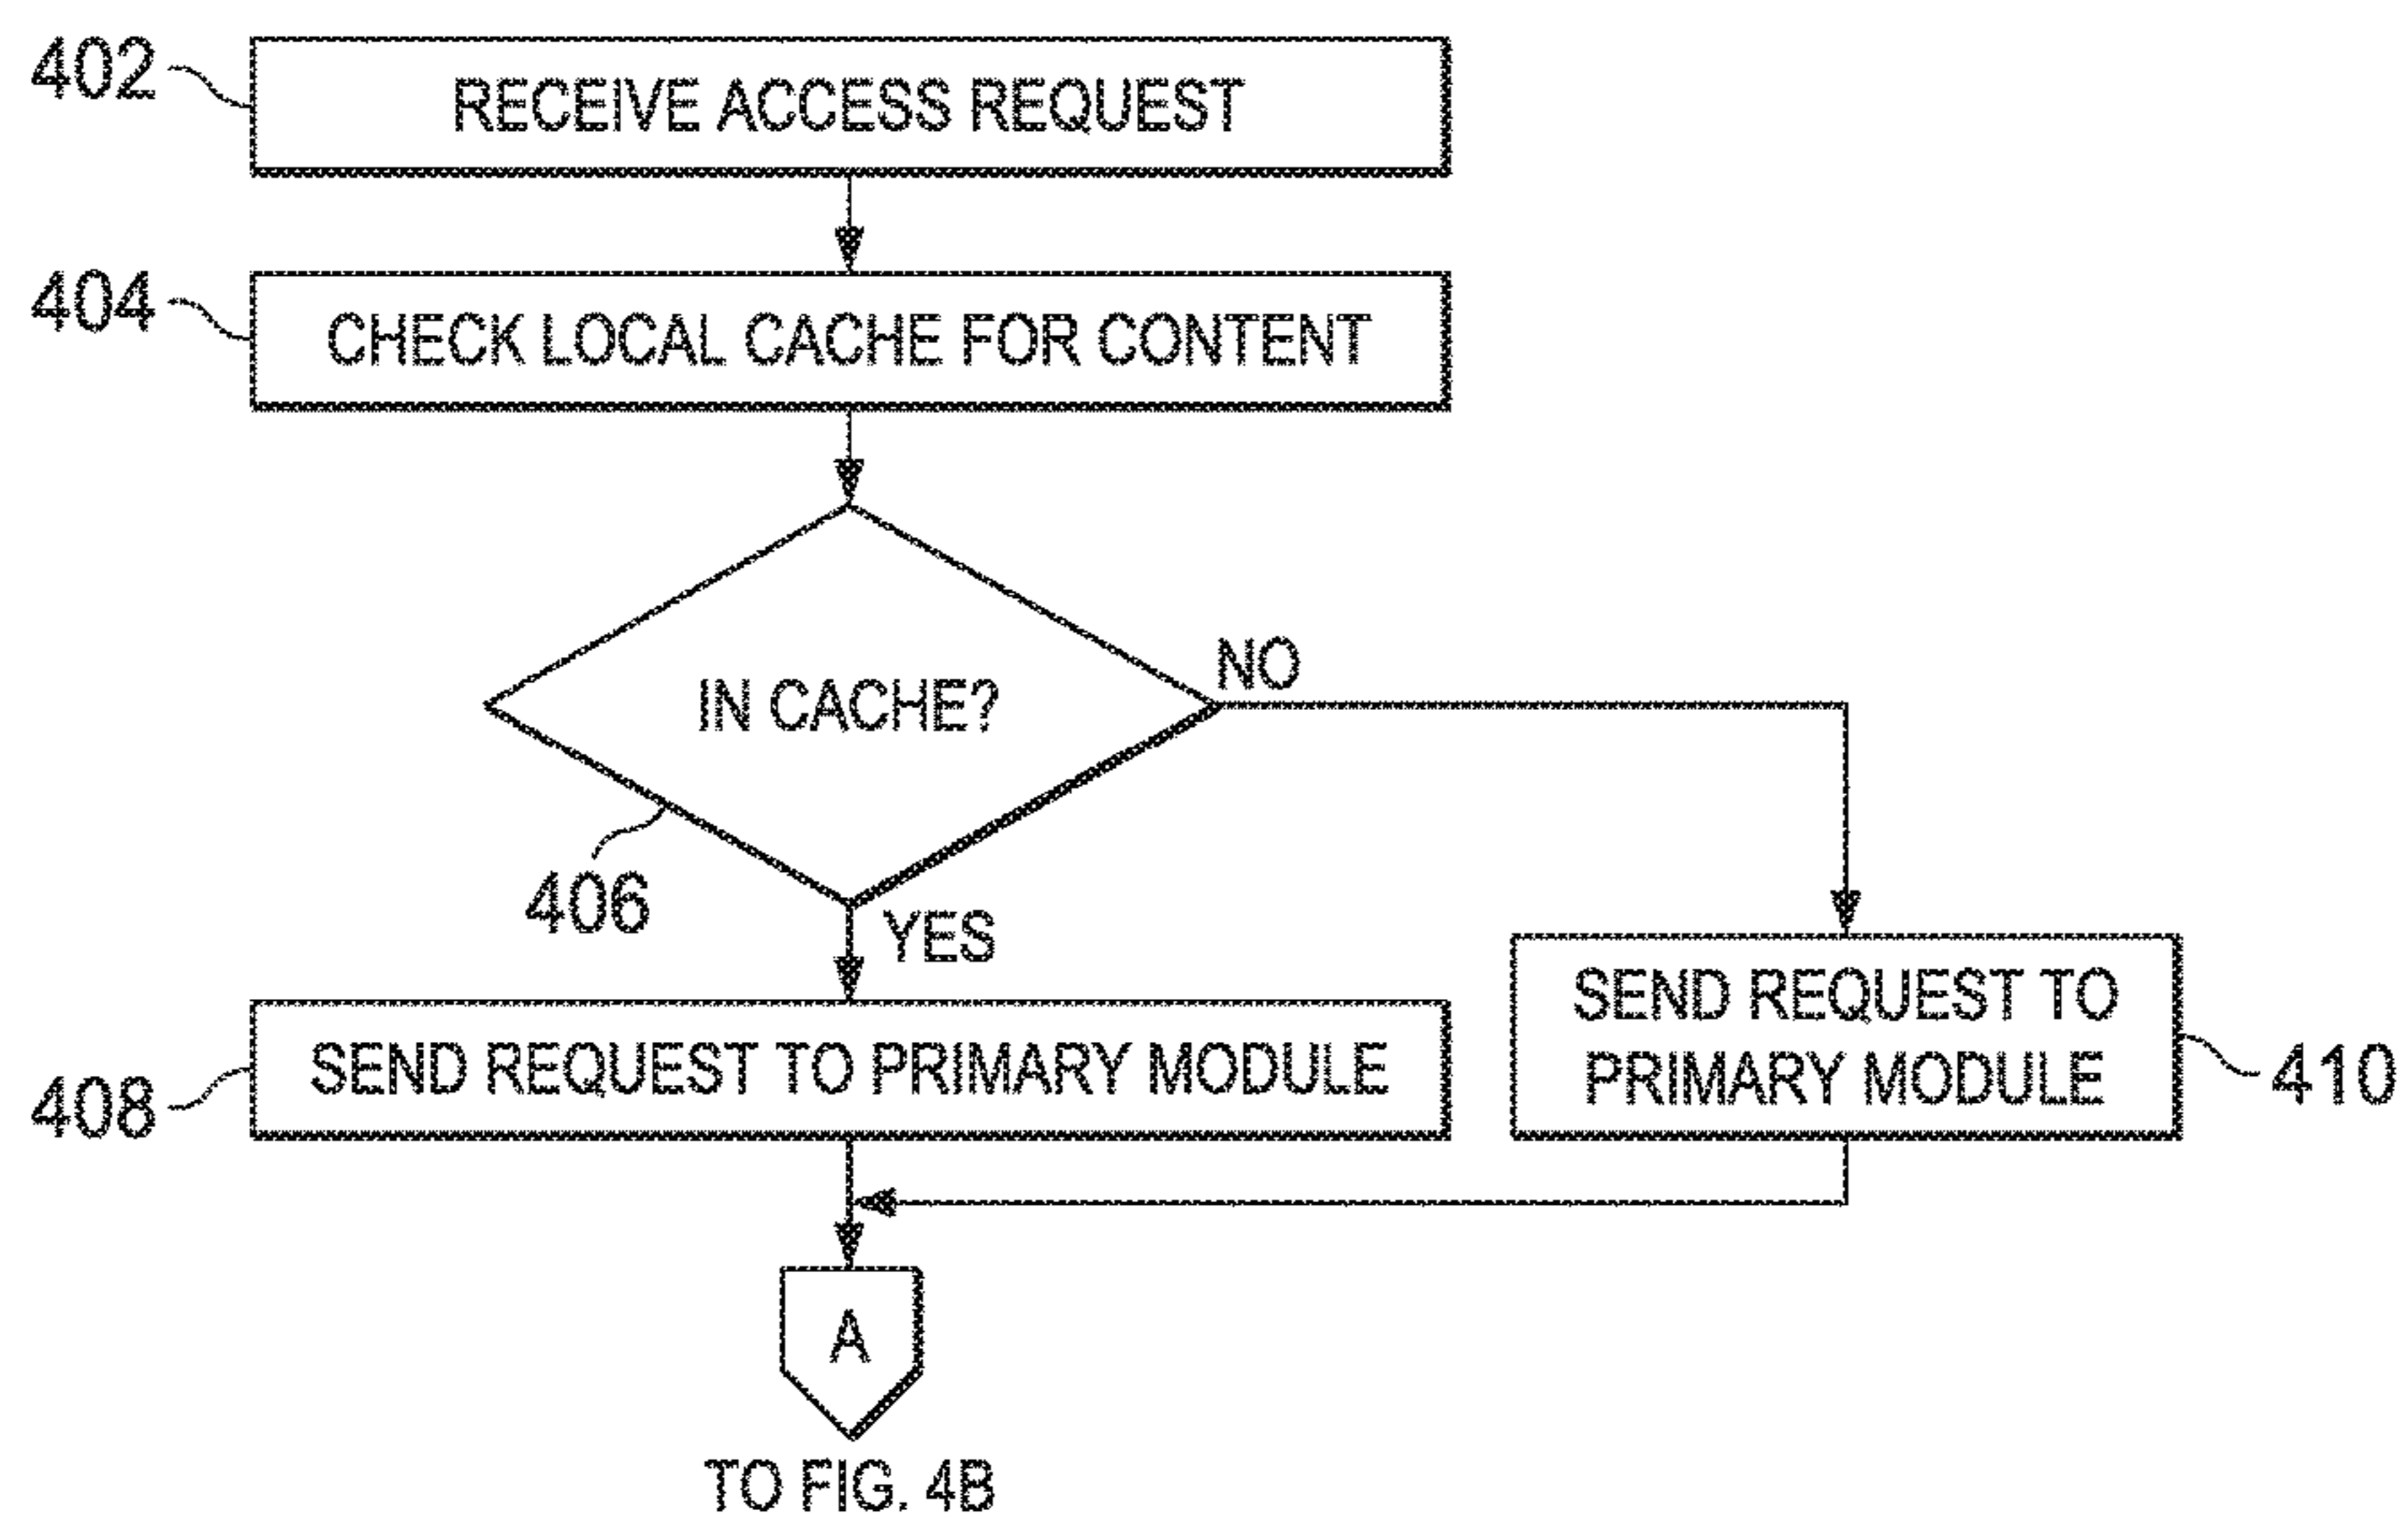 402
RECEIVE ACCESS REQUEST
404
CHECK LOCAL CACHE FOR CONTENT
IN CACHE?
NO
406
YES
408
SEND REQUEST TO PRIMARY MODULE
SEND REQUEST TO
PRIMARY MODULE
410
A
TO FIG. 4B